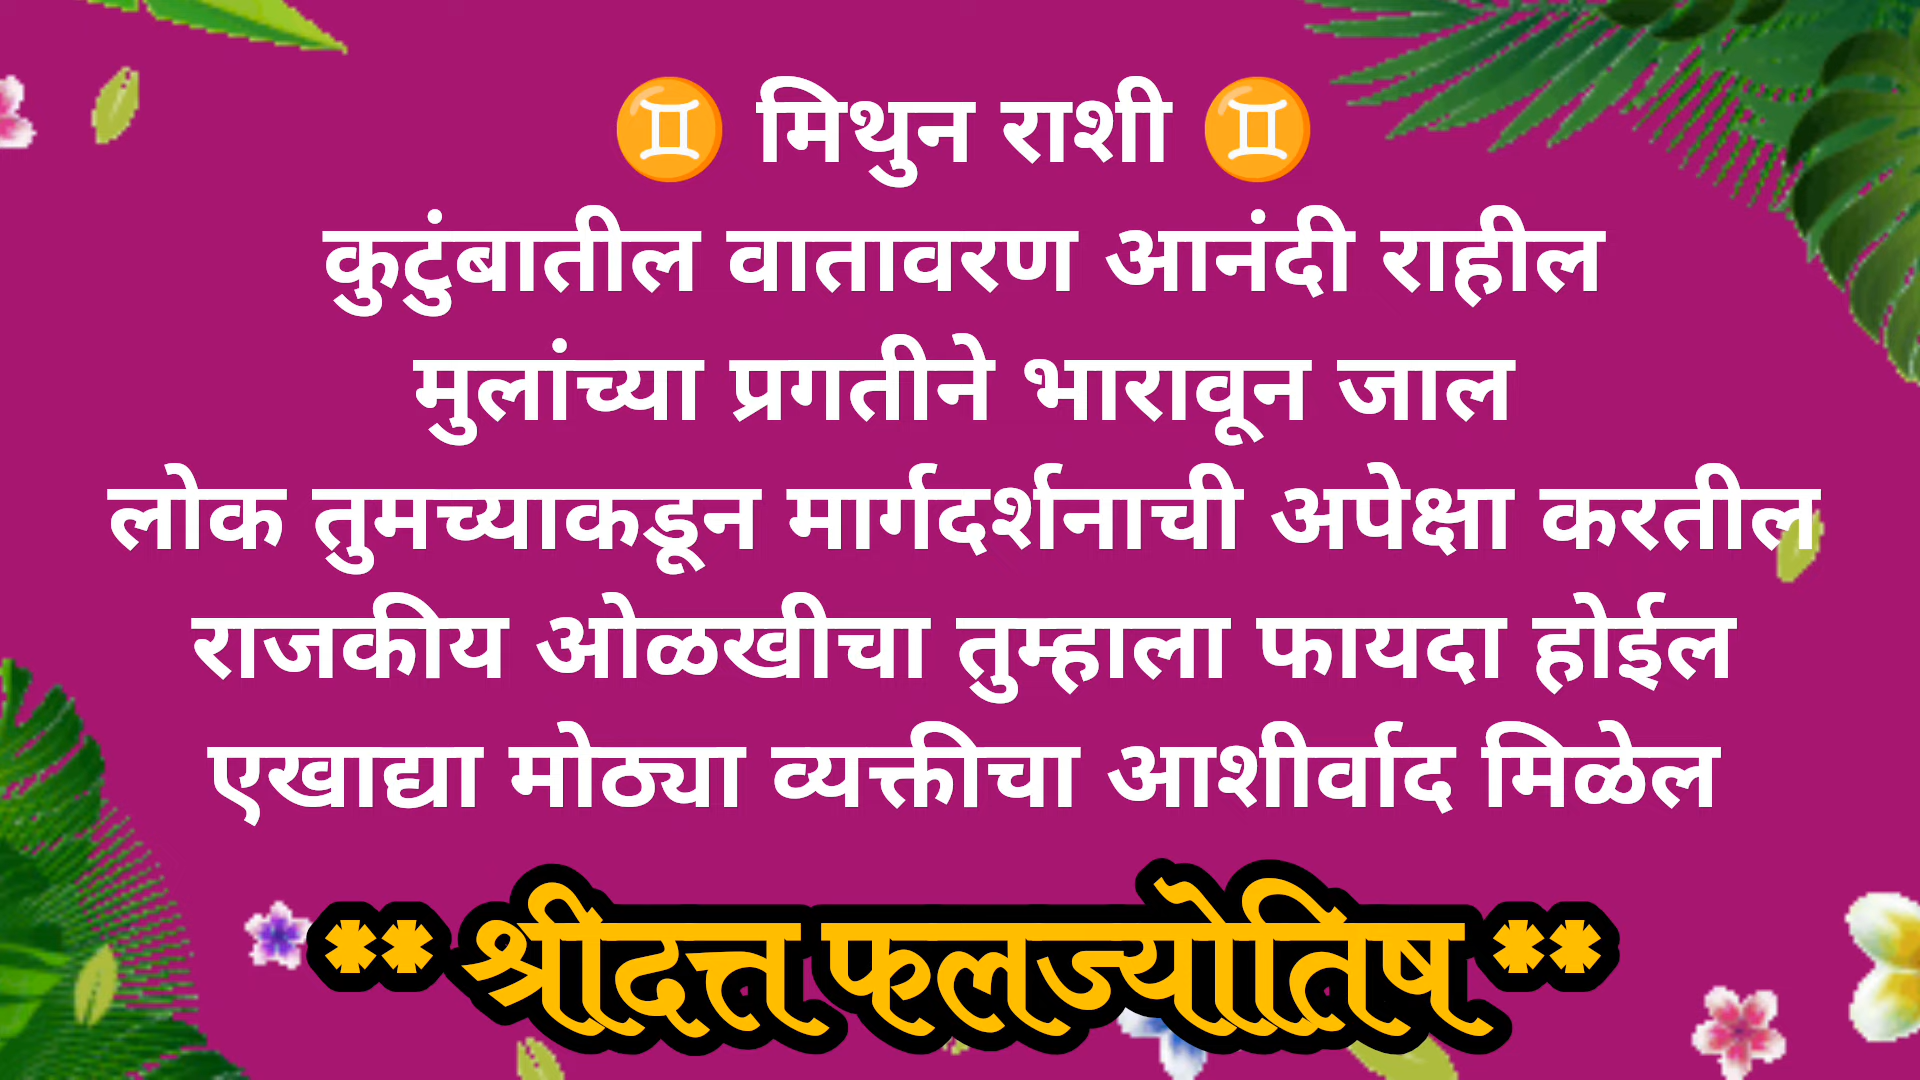 ♊ मिथुन राशी ♊
कुटुंबातील वातावरण आनंदी राहील
मुलांच्या प्रगतीने भारावून जाल
लोक तुमच्याकडून मार्गदर्शनाची अपेक्षा करतील
राजकीय ओळखीचा तुम्हाला फायदा होईल
एखाद्या मोठ्या व्यक्तीचा आशीर्वाद मिळेल
** श्रीदत्त फलज्योतिष **